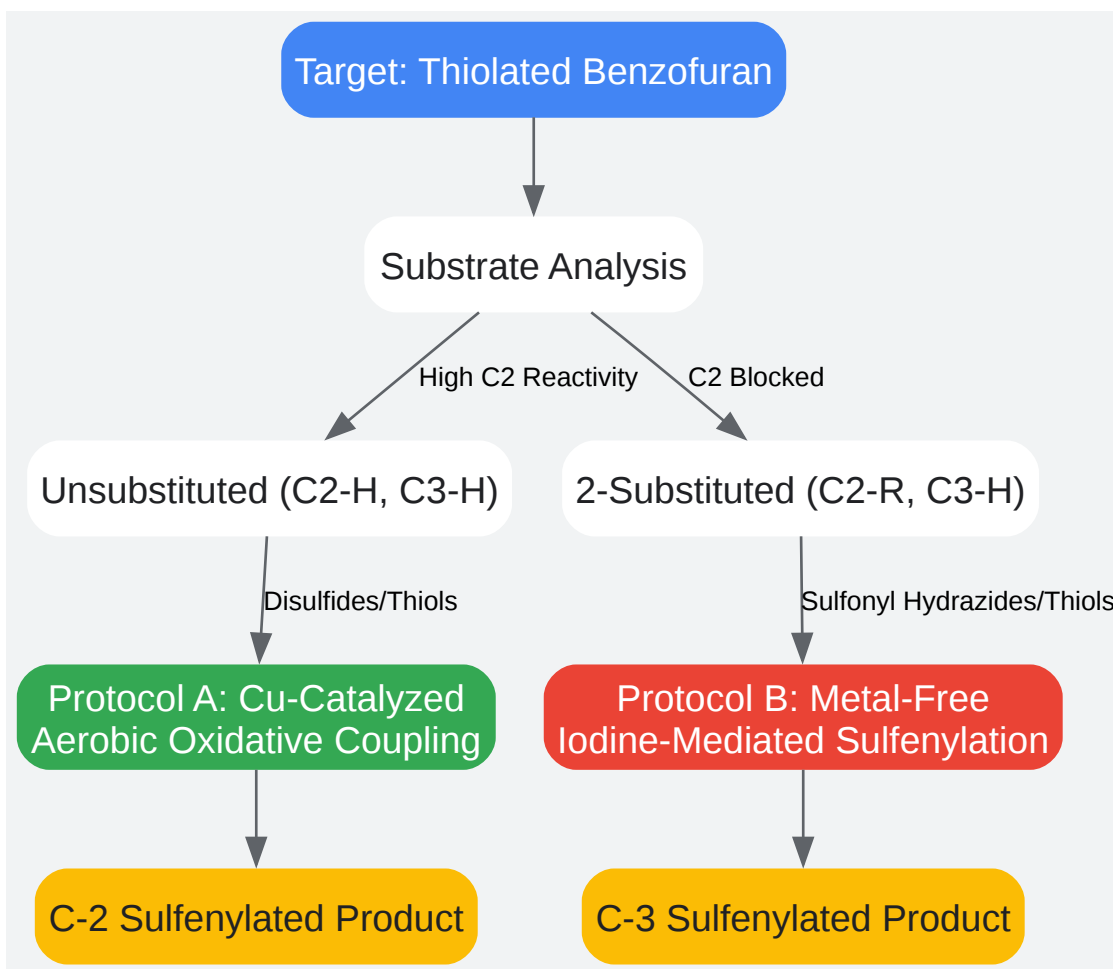 Target: Thiolated Benzofuran
Substrate Analysis
High C2 Reactivity
C2 Blocked
Unsubstituted (C2-H, C3-H)
2-Substituted (C2-R, C3-H)
Disulfides/Thiols
Sulfonyl Hydrazides/Thiols
Protocol A: Cu-Catalyzed
Aerobic Oxidative Coupling
Protocol B: Metal-Free
Iodine-Mediated Sulfenylation
C-2 Sulfenylated Product
C-3 Sulfenylated Product